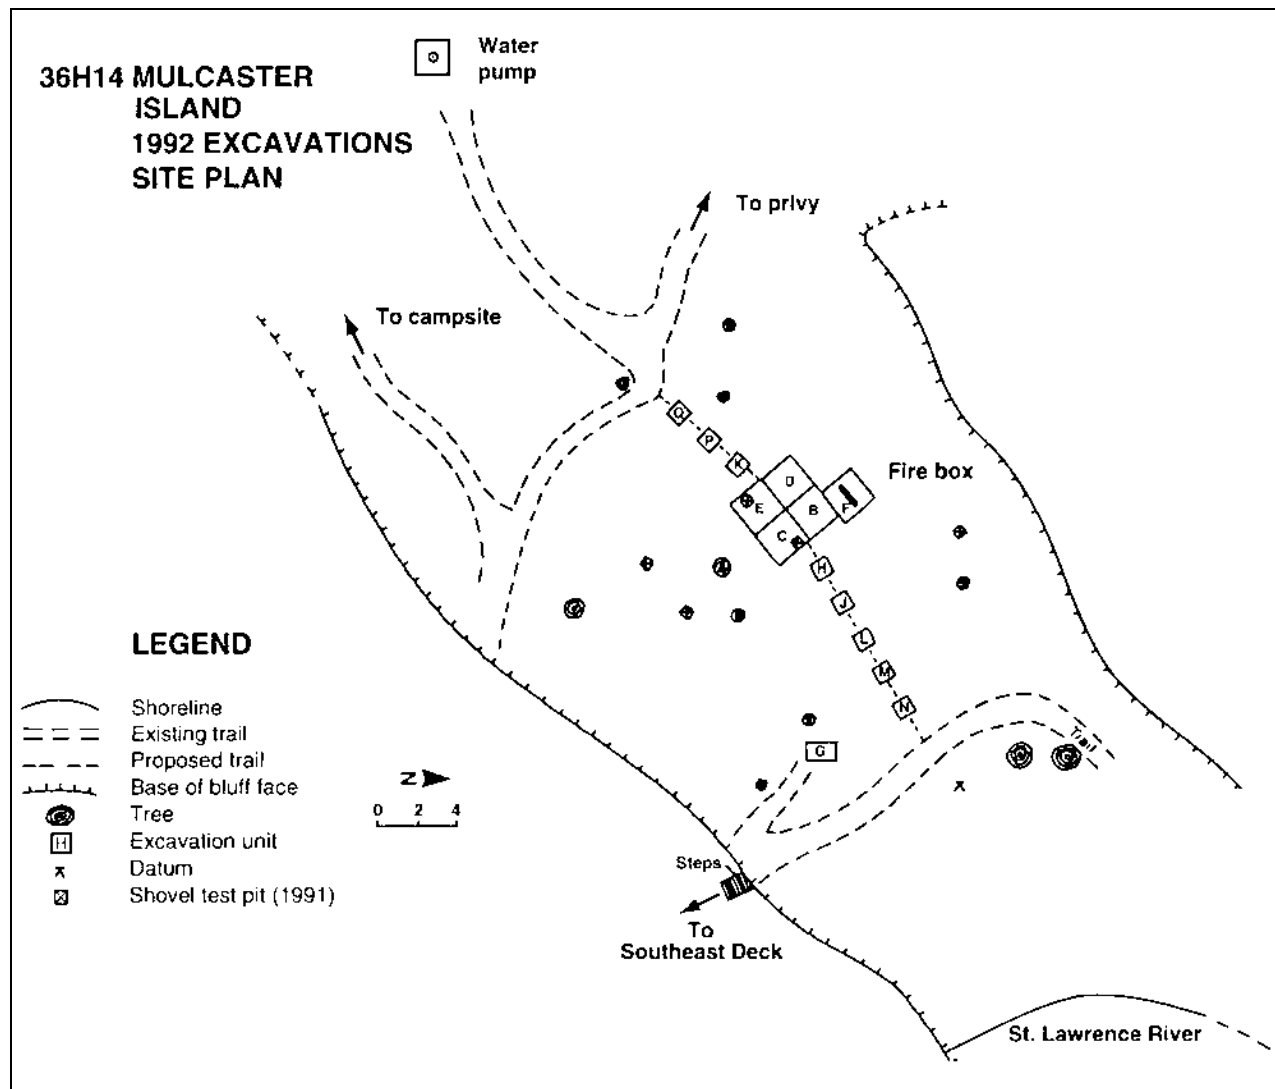 36H14 MULCASTER
ISLAND
1992 EXCAVATIONS
SITE PLAN
Water
pump
To privy
To campsite
Fire box
P
K
D
E
B
F
C
H
J
L
M
N
G
Trail
LEGEND
Shoreline
Existing trail
Proposed trail
Base of bluff face
Tree
H
Excavation unit
Datum
Shovel test pit (1991)
N
0 2 4
Steps
To
Southeast Deck
St. Lawrence River